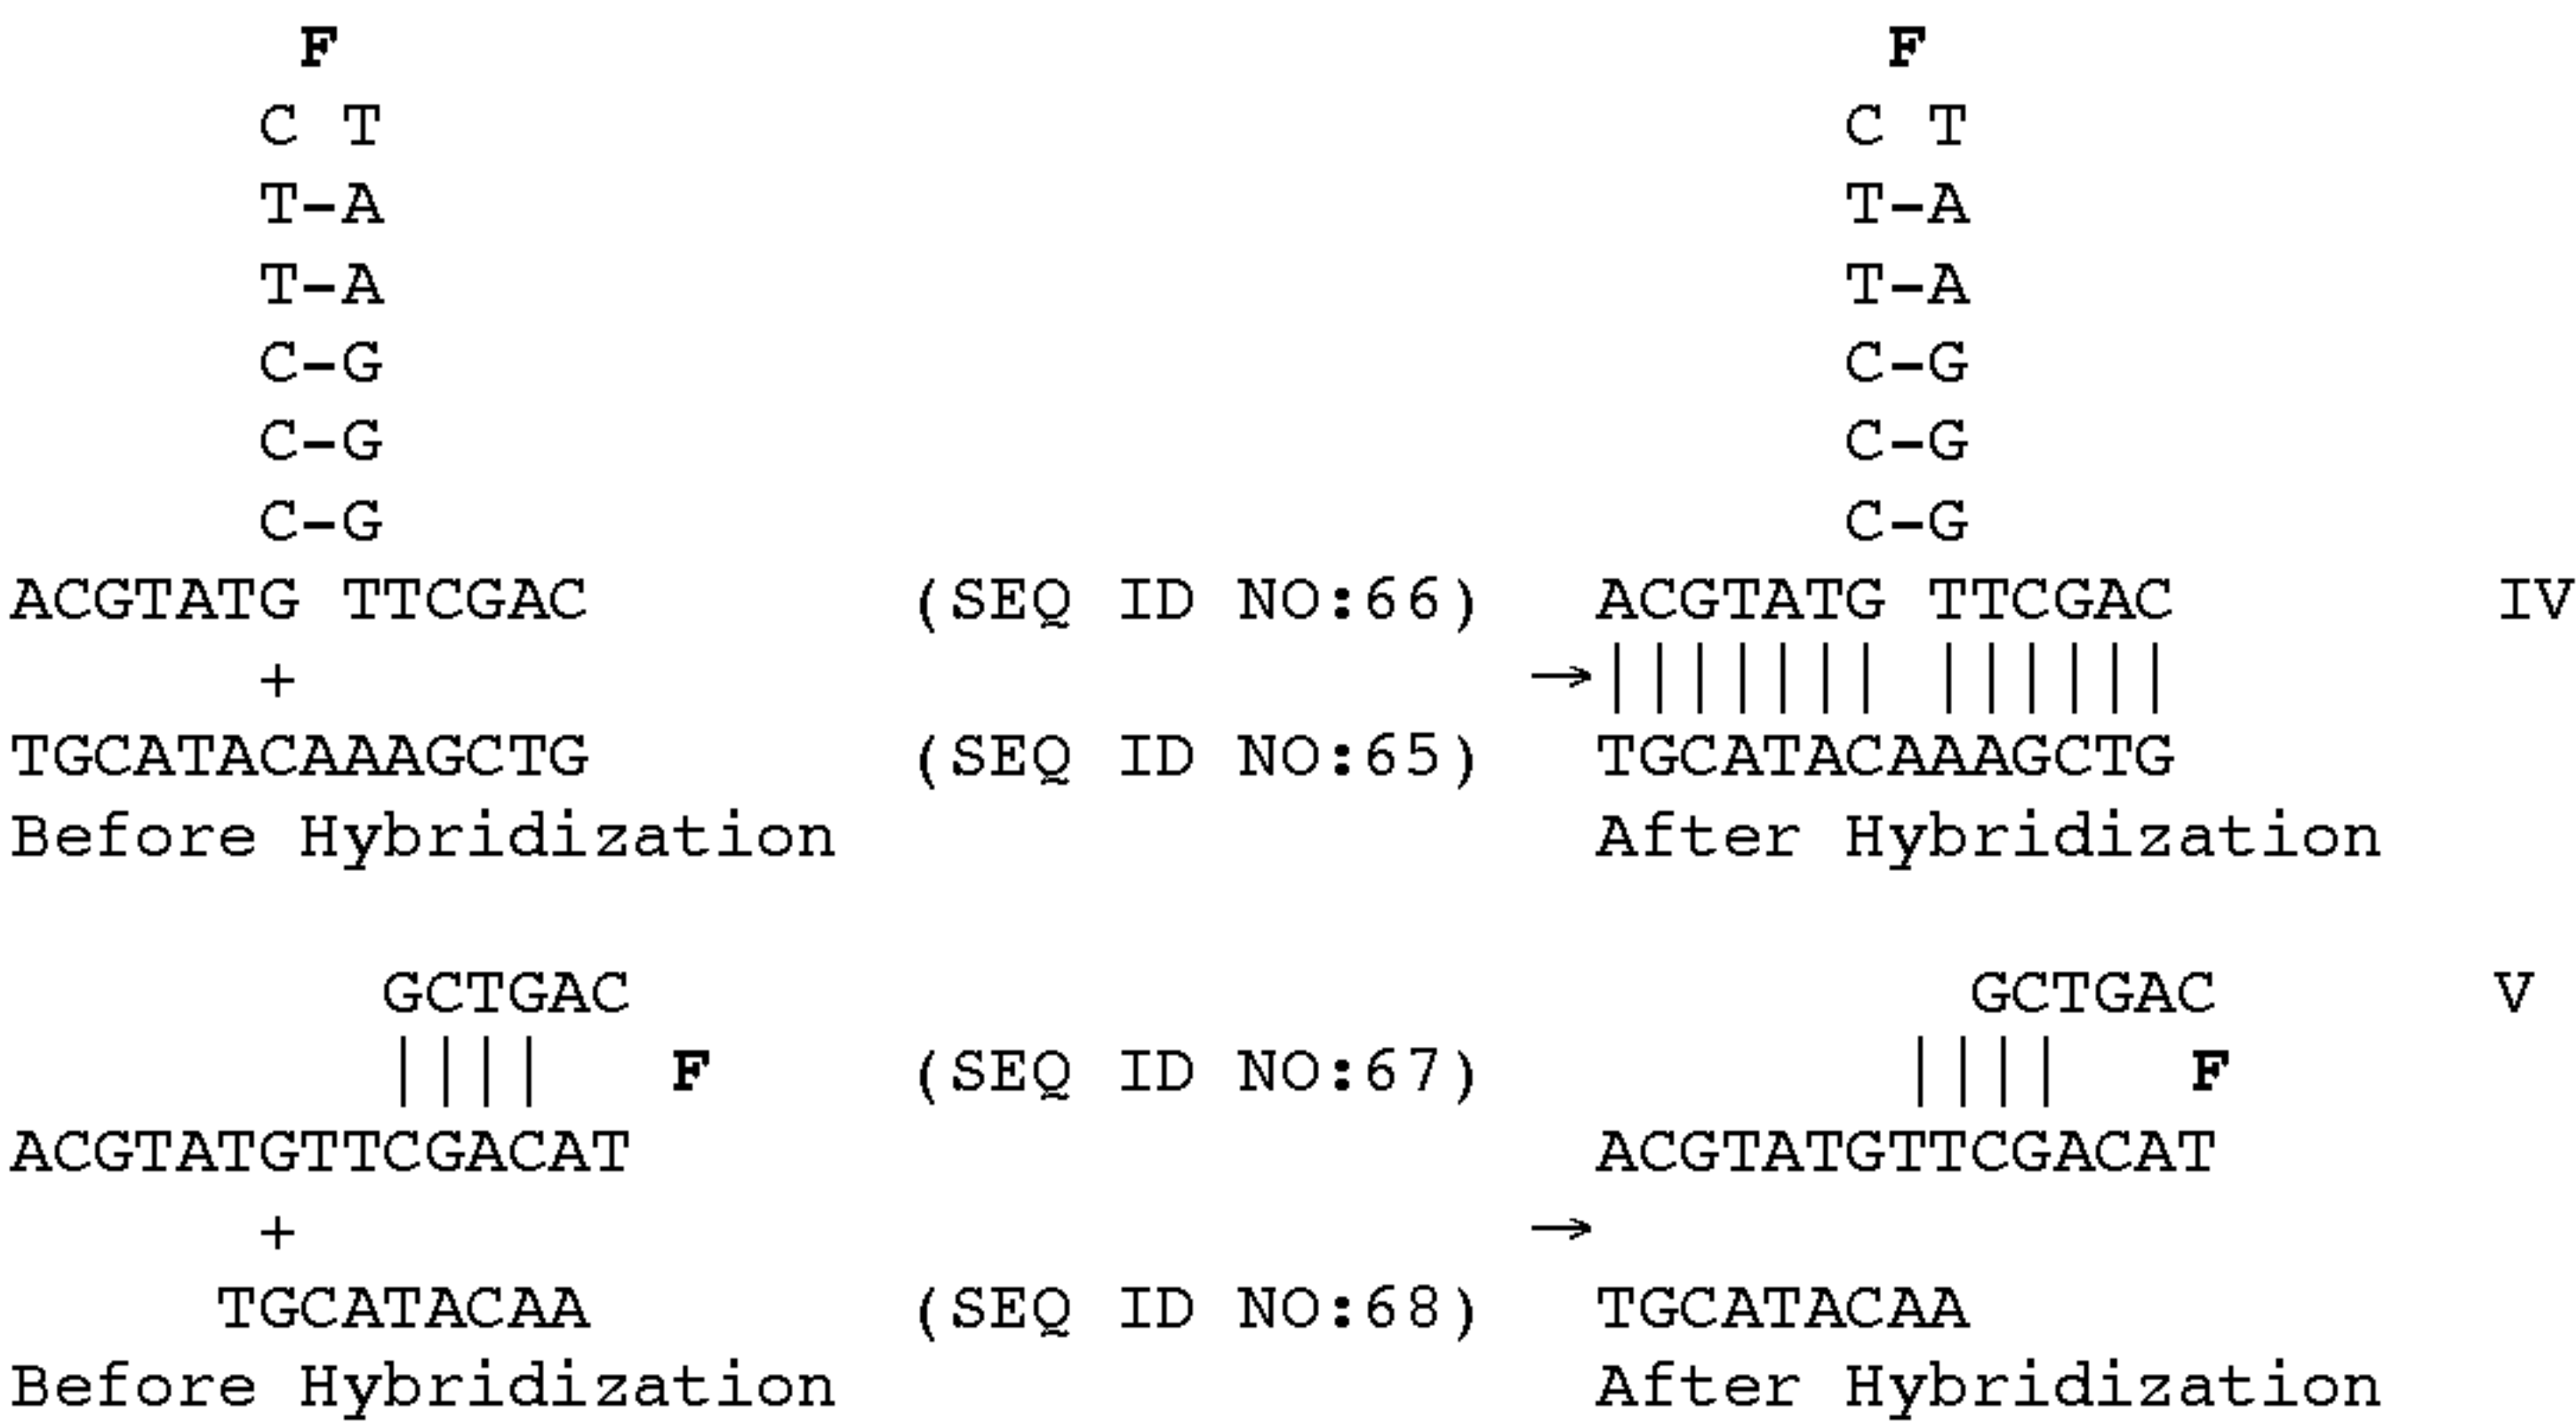 F F
C T C T
T-A T-A
T-A T-A
C-G C-G
C-G C-G
C-G C-G
ACGTATG TTCGAC (SEQ ID NO:66) ACGTATG TTCGAC IV
+ →||||||| ||||||
TGCATACAAAGCTG (SEQ ID NO:65) TGCATACAAAGCTG
Before Hybridization After Hybridization
GCTGAC GCTGAC V
|||| F (SEQ ID NO:67) |||| F
ACGTATGTTCGACAT ACGTATGTTCGACAT
+ →
TGCATACAA (SEQ ID NO:68) TGCATACAA
Before Hybridization After Hybridization